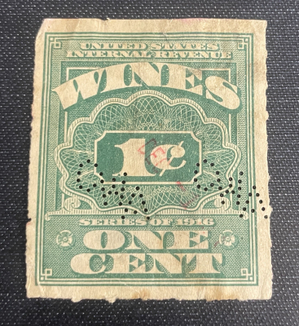 UNITED STATES
INTERNAL REVENUE
WINES
1¢
SERIES OF 1916
ONE
CENT